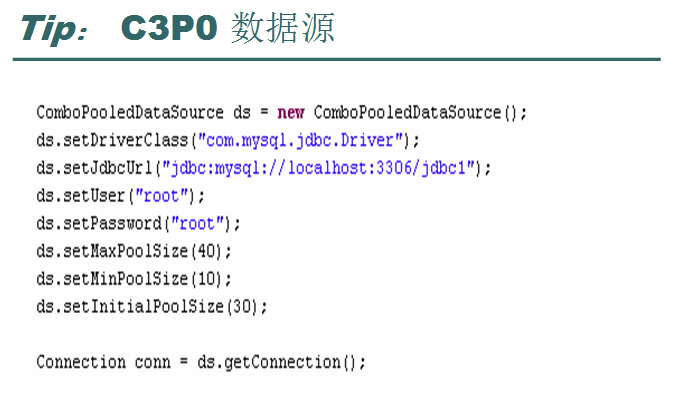 Tip： C3P0 数据源
ComboPooledDataSource ds = new ComboPooledDataSource();
ds.setDriverClass("com.mysql.jdbc.Driver");
ds.setJdbcUrl("jdbc:mysql://localhost:3306/jdbc1");
ds.setUser("root");
ds.setPassword("root");
ds.setMaxPoolSize(40);
ds.setMinPoolSize(10);
ds.setInitialPoolSize(30);
Connection conn = ds.getConnection();